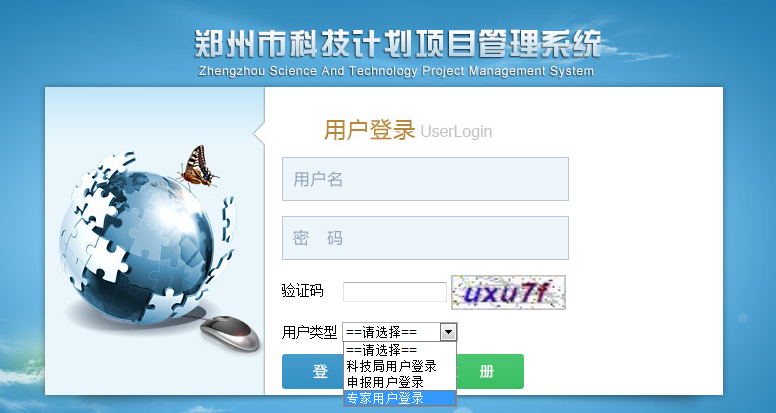 郑州市科技计划项目管理系统
Zhengzhou Science And Technology Project Management System
用户登录 UserLogin
用户名
密 码
验证码 uxu7f
用户类型 ==请选择==
==请选择==
科技局用户登录
申报用户登录
专家用户登录
登
册